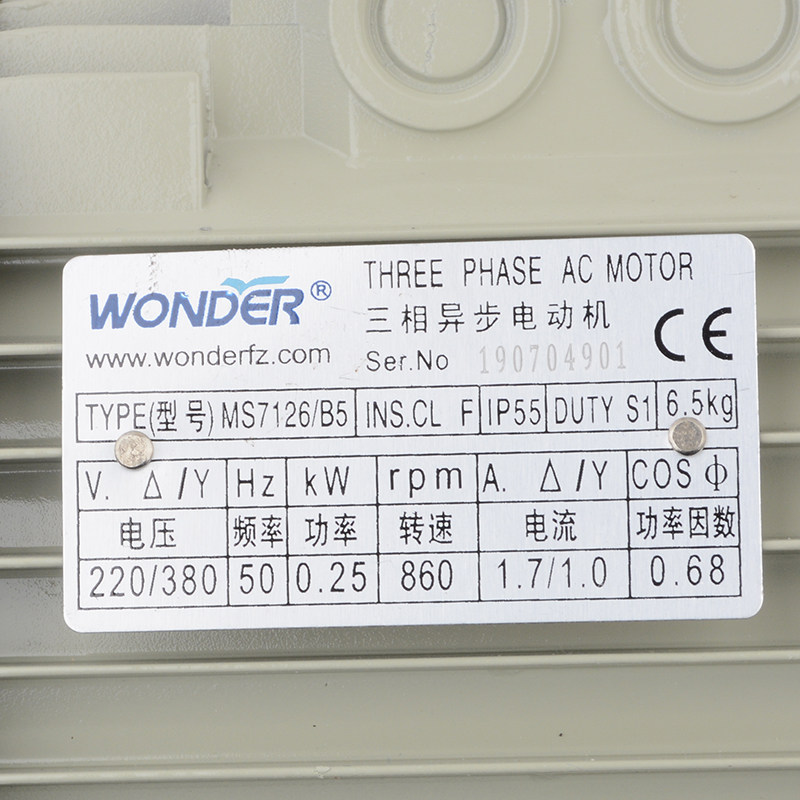 WONDER®
www.wonderfz.com
THREE PHASE AC MOTOR
三相异步电动机
Ser.No 190704901
CE
TYPE(型号) MS7126/B5 INS.CL F IP55 DUTY S1 6.5kg
V. Δ/Y Hz kW rpm A. Δ/Y COS ϕ
电压 频率 功率 转速 电流 功率因数
220/380 50 0.25 860 1.7/1.0 0.68